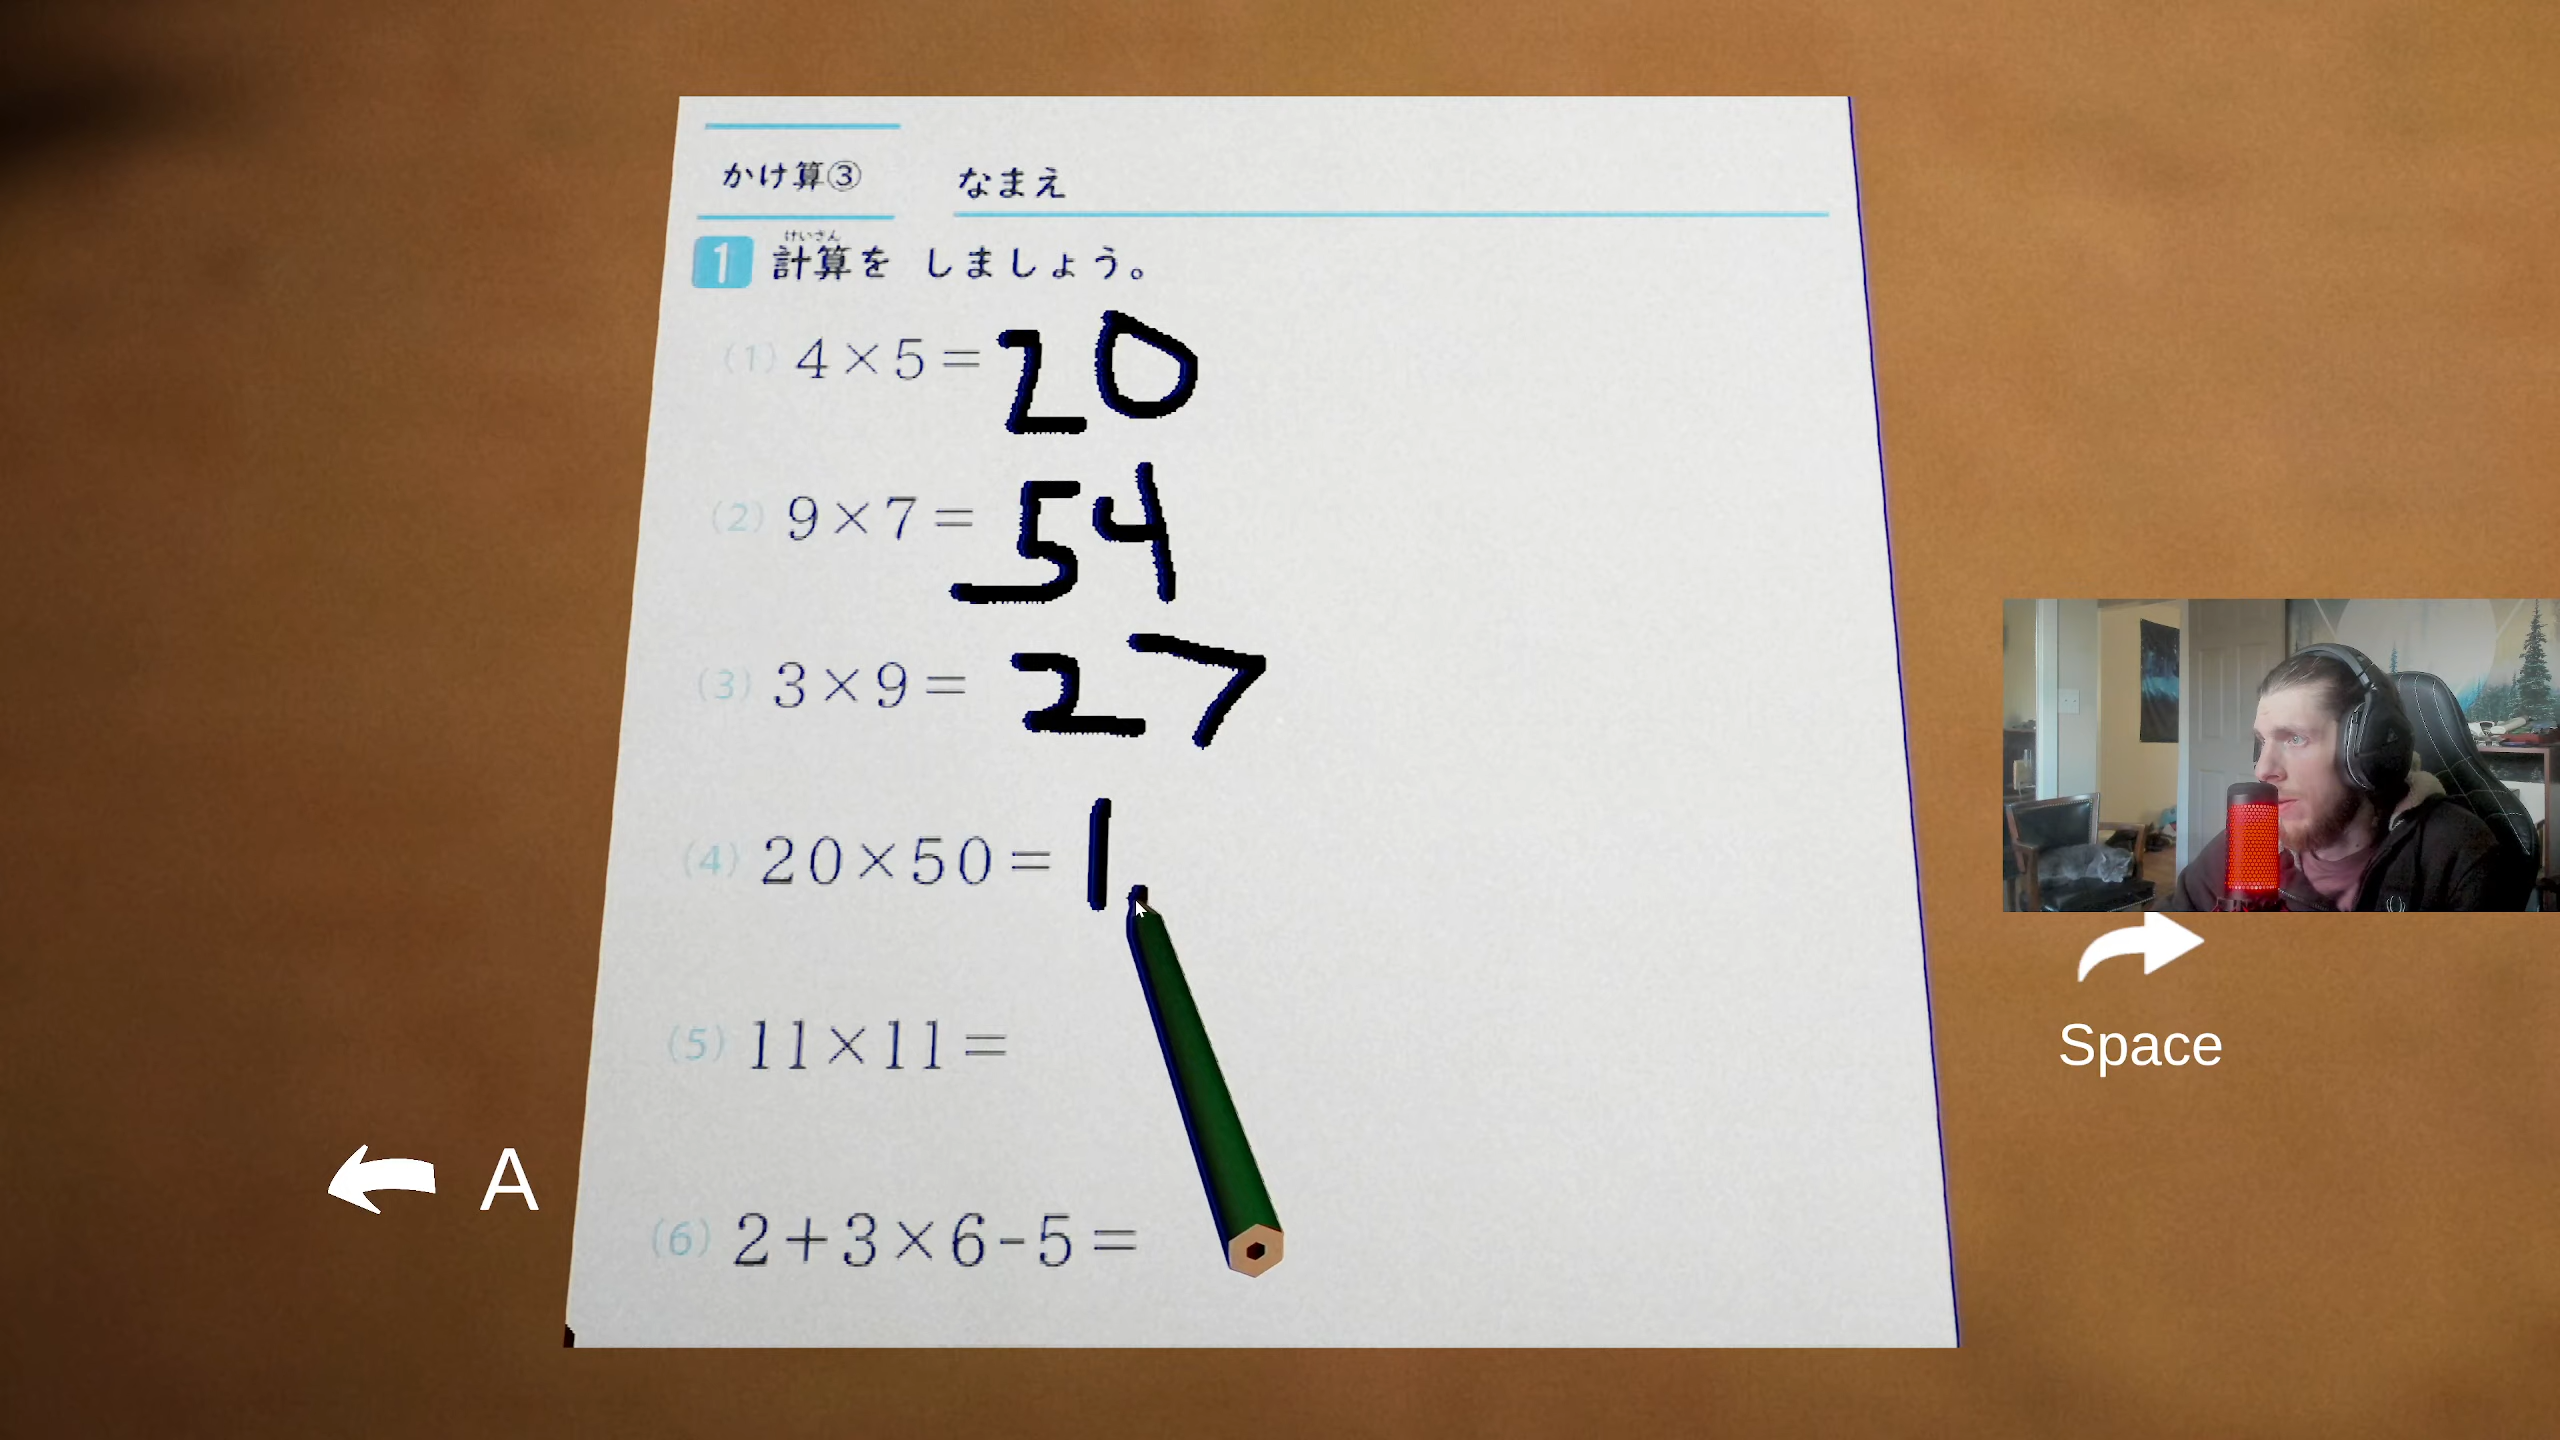 かけ算③
なまえ
けいさん
1 計算を しましょう。
(1) 4×5= 20
(2) 9×7= 54
(3) 3×9= 27
(4) 20×50= 1
(5) 11×11=
(6) 2+3×6-5=
Space
A